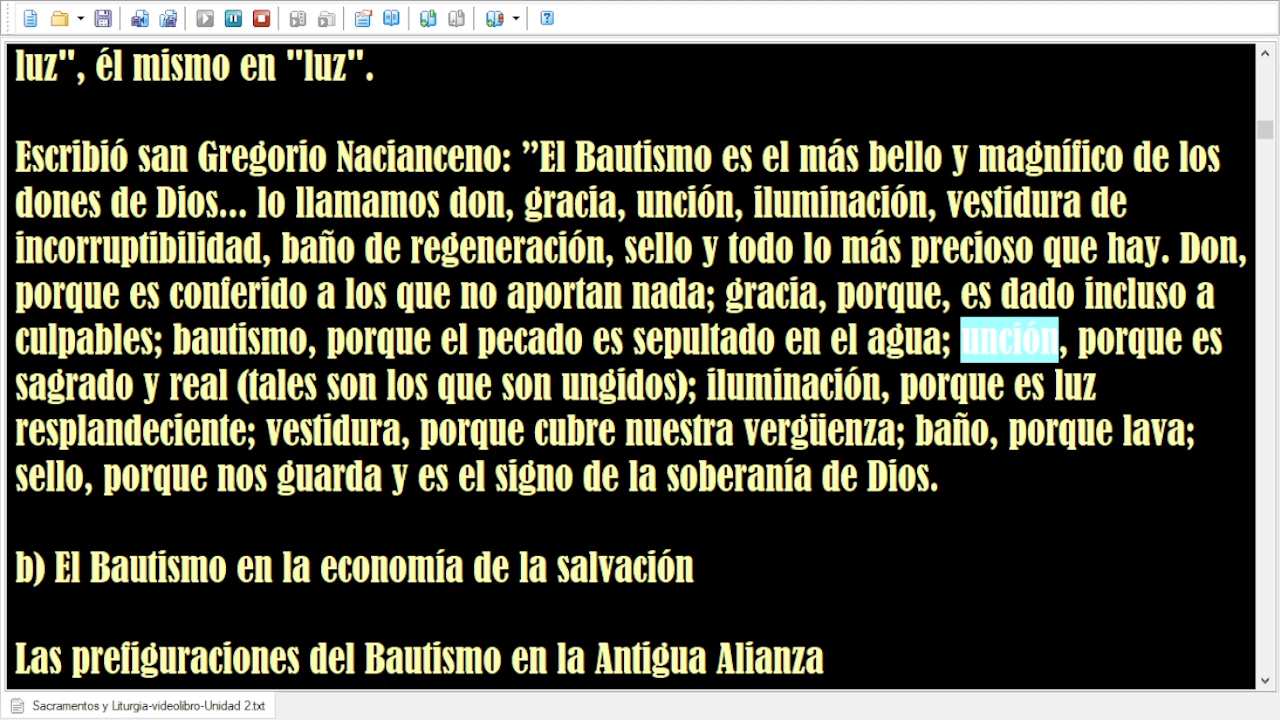 luz", él mismo en "luz".
Escribió san Gregorio Nacianceno: ”El Bautismo es el más bello y magnífico de los
dones de Dios... lo llamamos don, gracia, unción, iluminación, vestidura de
incorruptibilidad, baño de regeneración, sello y todo lo más precioso que hay. Don,
porque es conferido a los que no aportan nada; gracia, porque, es dado incluso a
culpables; bautismo, porque el pecado es sepultado en el agua; unción, porque es
sagrado y real (tales son los que son ungidos); iluminación, porque es luz
resplandeciente; vestidura, porque cubre nuestra vergüenza; baño, porque lava;
sello, porque nos guarda y es el signo de la soberanía de Dios.
b) El Bautismo en la economía de la salvación
Las prefiguraciones del Bautismo en la Antigua Alianza
Sacramentos y Liturgia-videolibro-Unidad 2.txt